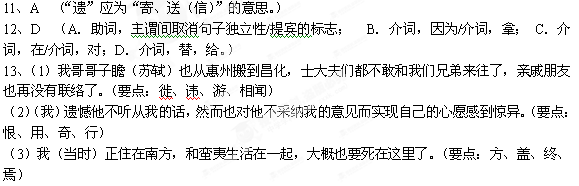 11、A （“遗”应为“寄、送（信）”的意思。）
12、D （A．助词，主谓间取消句子独立性/提宾的标志； B．介词，因为/介词，拿； C．介
词，在/介词，对；D．介词，替，给。）
13、（1）我哥哥子瞻（苏轼）也从惠州搬到昌化，士大夫们都不敢和我们兄弟来往了，亲戚朋友
也再没有联络了。（要点：徙、违、游、相闻）
（2）（我）遗憾他不听从我的话，然而也对他不采纳我的意见而实现自己的心愿感到惊异。（要点：
恨、用、奇、行）
（3）我（当时）正住在南方，和蛮夷生活在一起，大概也要死在这里了。（要点：方、盖、终、
焉）